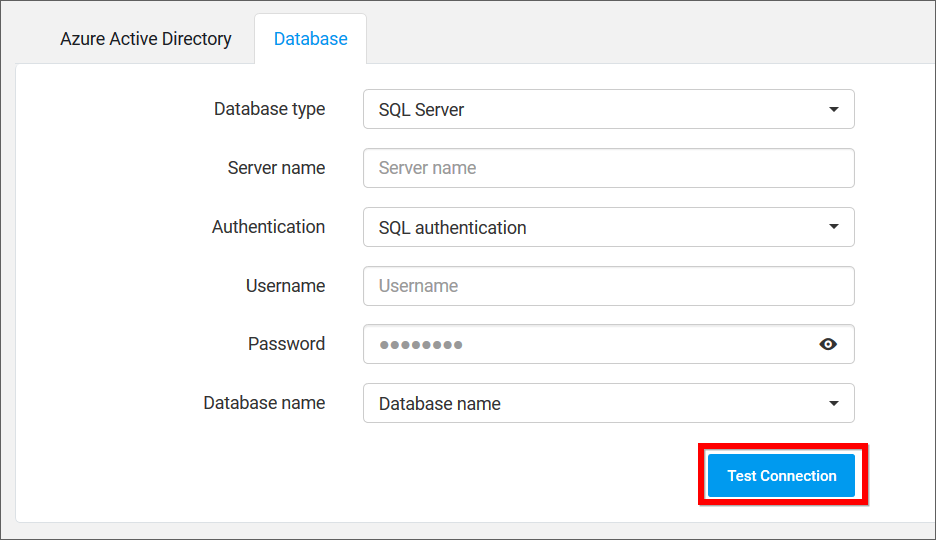 Azure Active Directory Database
Database type SQL Server
Server name Server name
Authentication SQL authentication
Username Username
Password ●●●●●●●●
Database name Database name
Test Connection